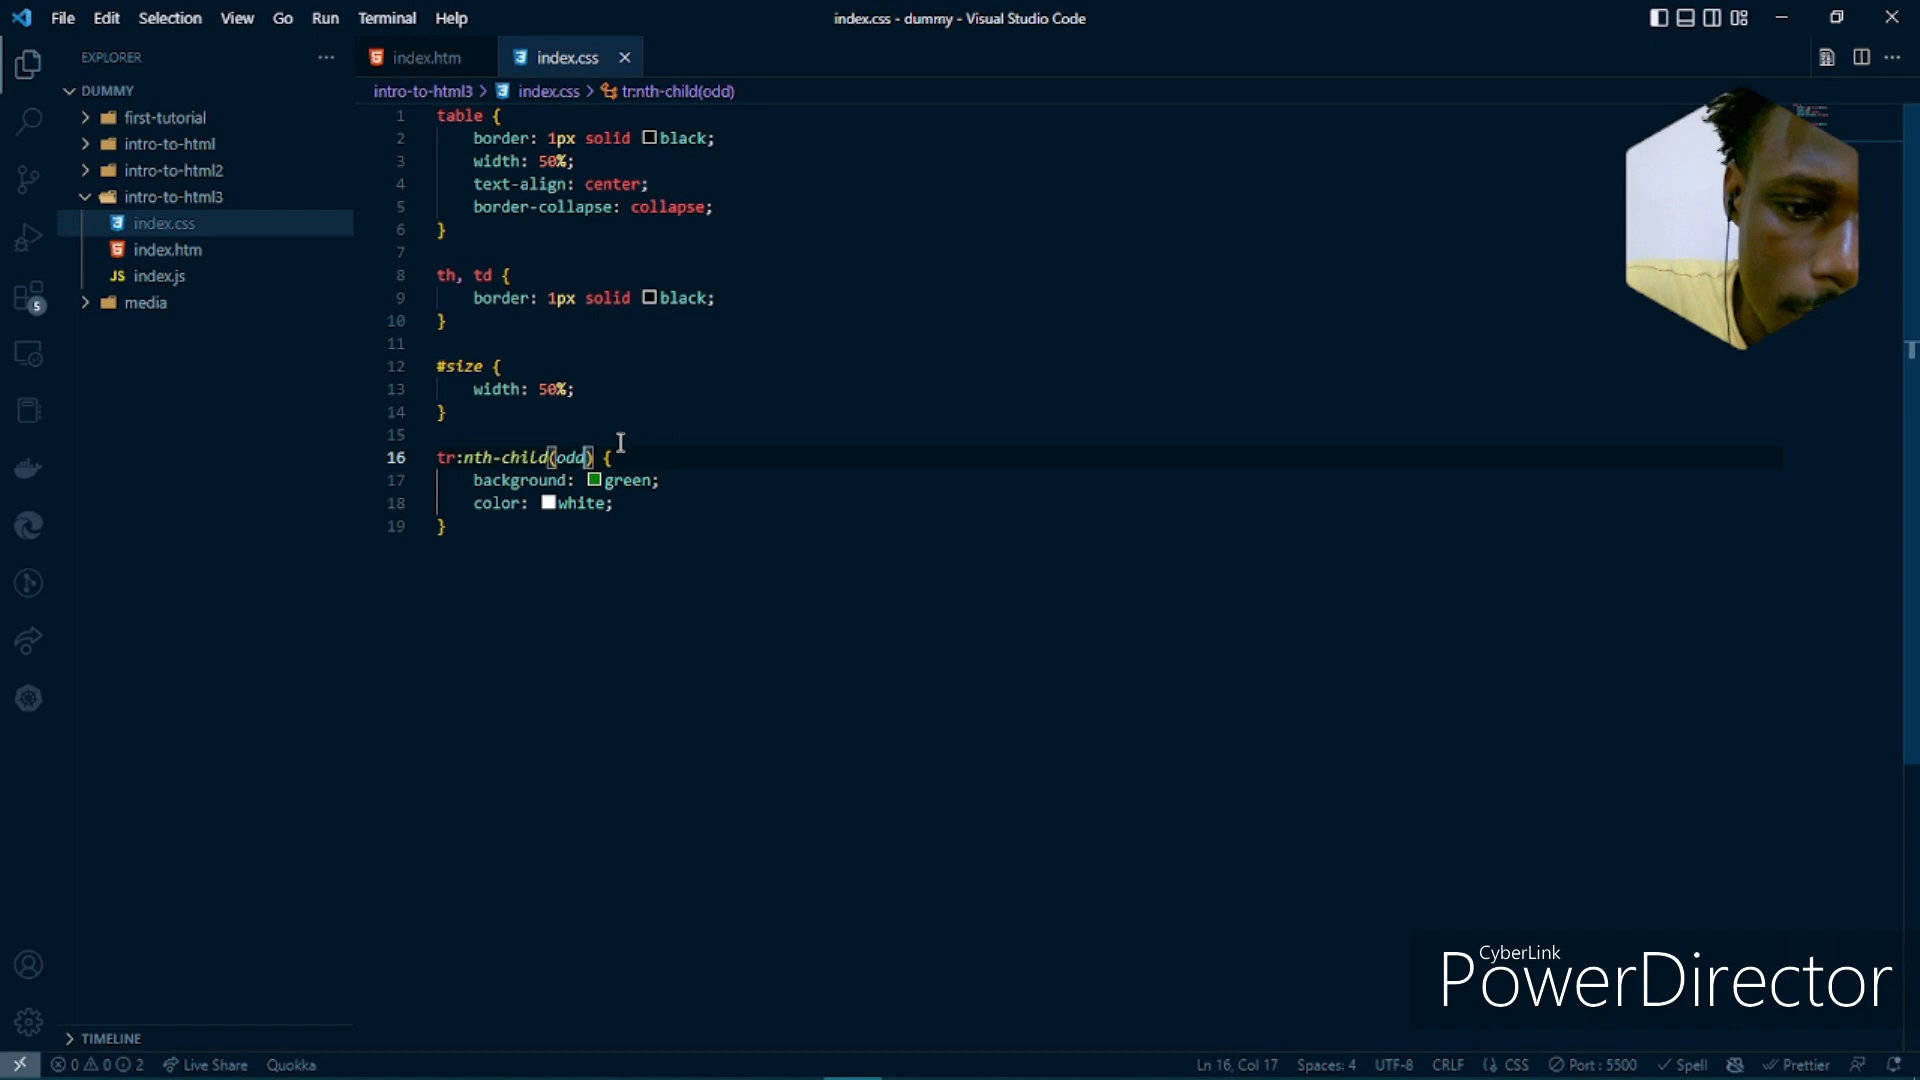 File Edit Selection View Go Run Terminal Help
index.css - dummy - Visual Studio Code
EXPLORER
index.htm
index.css
DUMMY
first-tutorial
intro-to-html
intro-to-html2
intro-to-html3
index.css
index.htm
JS index.js
media
5
intro-to-html3 > index.css > tr:nth-child(odd)
1 table {
2 border: 1px solid black;
3 width: 50%;
4 text-align: center;
5 border-collapse: collapse;
6 }
7
8 th, td {
9 border: 1px solid black;
10 }
11
12 #size {
13 width: 50%;
14 }
15
16 tr:nth-child(odd) {
17 background: green;
18 color: white;
19 }
CyberLink
PowerDirector
TIMELINE
0 0 2 Live Share Quokka
Ln 16, Col 17 Spaces: 4 UTF-8 CRLF CSS Port : 5500 Spell Prettier